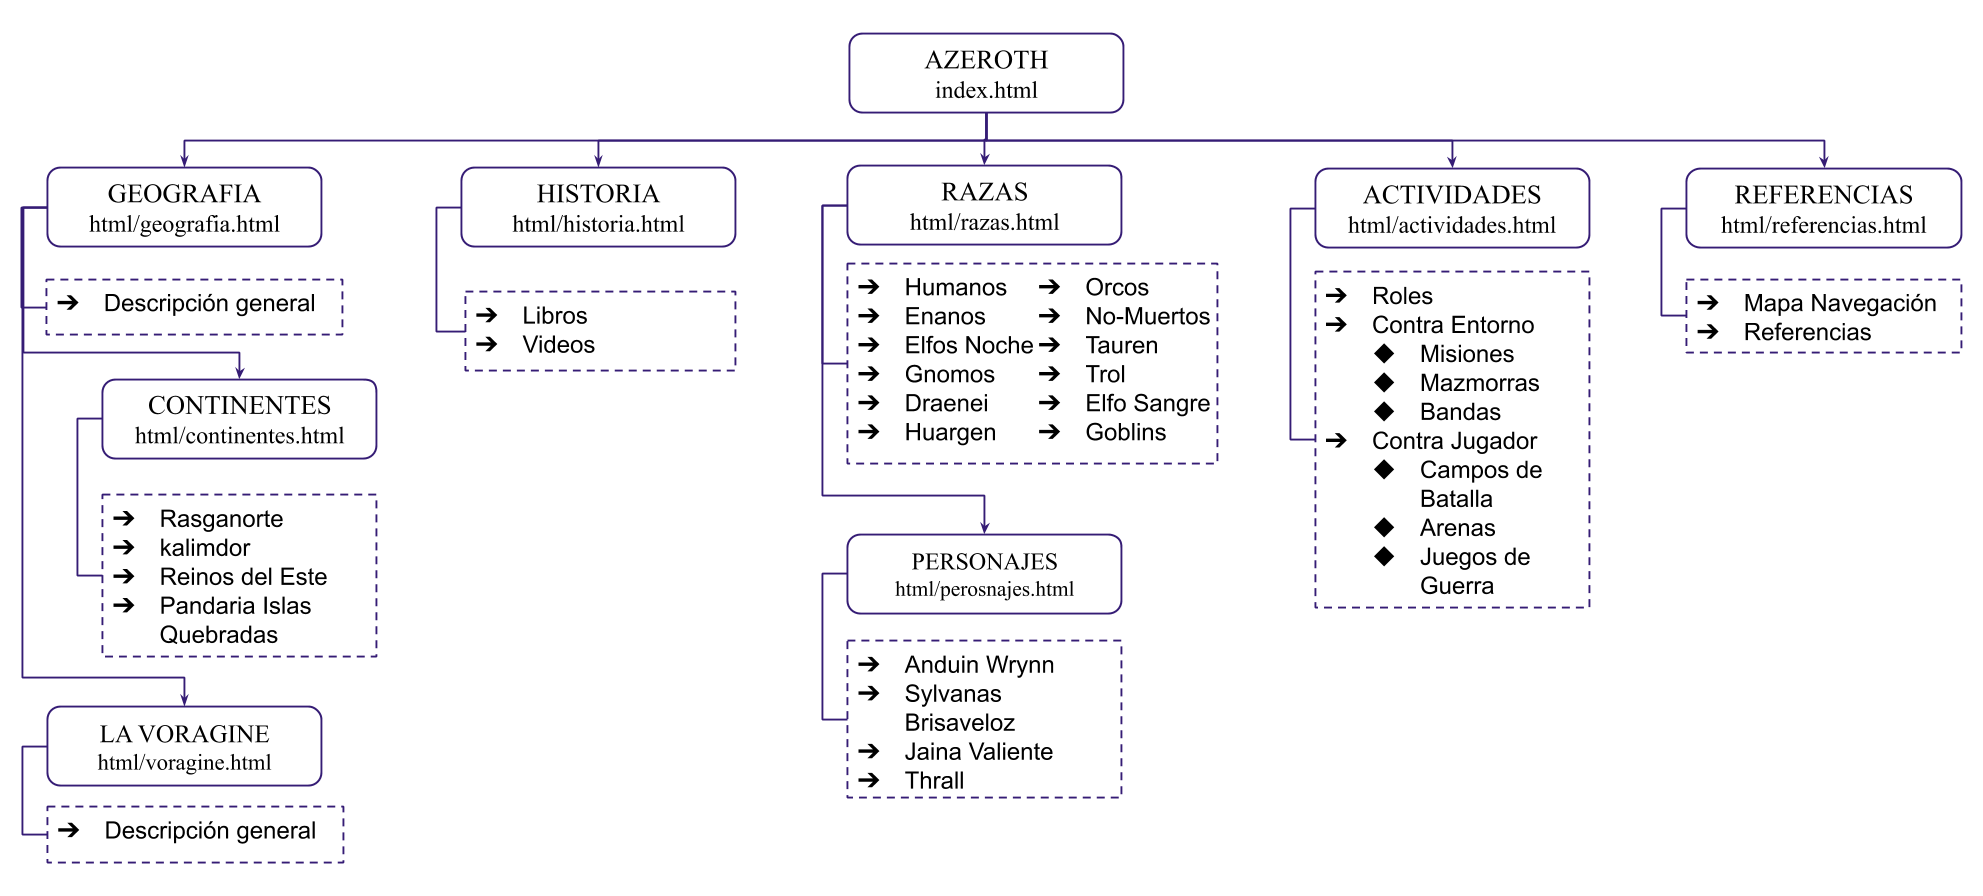 AZEROTH
index.html
GEOGRAFIA
html/geografia.html
Descripción general
CONTINENTES
html/continentes.html
Rasganorte
kalimdor
Reinos del Este
Pandaria Islas
Quebradas
LA VORAGINE
html/voragine.html
Descripción general
HISTORIA
html/historia.html
Libros
Videos
RAZAS
html/razas.html
Humanos
Enanos
Elfos Noche
Gnomos
Draenei
Huargen
Orcos
No-Muertos
Tauren
Trol
Elfo Sangre
Goblins
PERSONAJES
html/perosnajes.html
Anduin Wrynn
Sylvanas
Brisaveloz
Jaina Valiente
Thrall
ACTIVIDADES
html/actividades.html
Roles
Contra Entorno
Misiones
Mazmorras
Bandas
Contra Jugador
Campos de
Batalla
Arenas
Juegos de
Guerra
REFERENCIAS
html/referencias.html
Mapa Navegación
Referencias